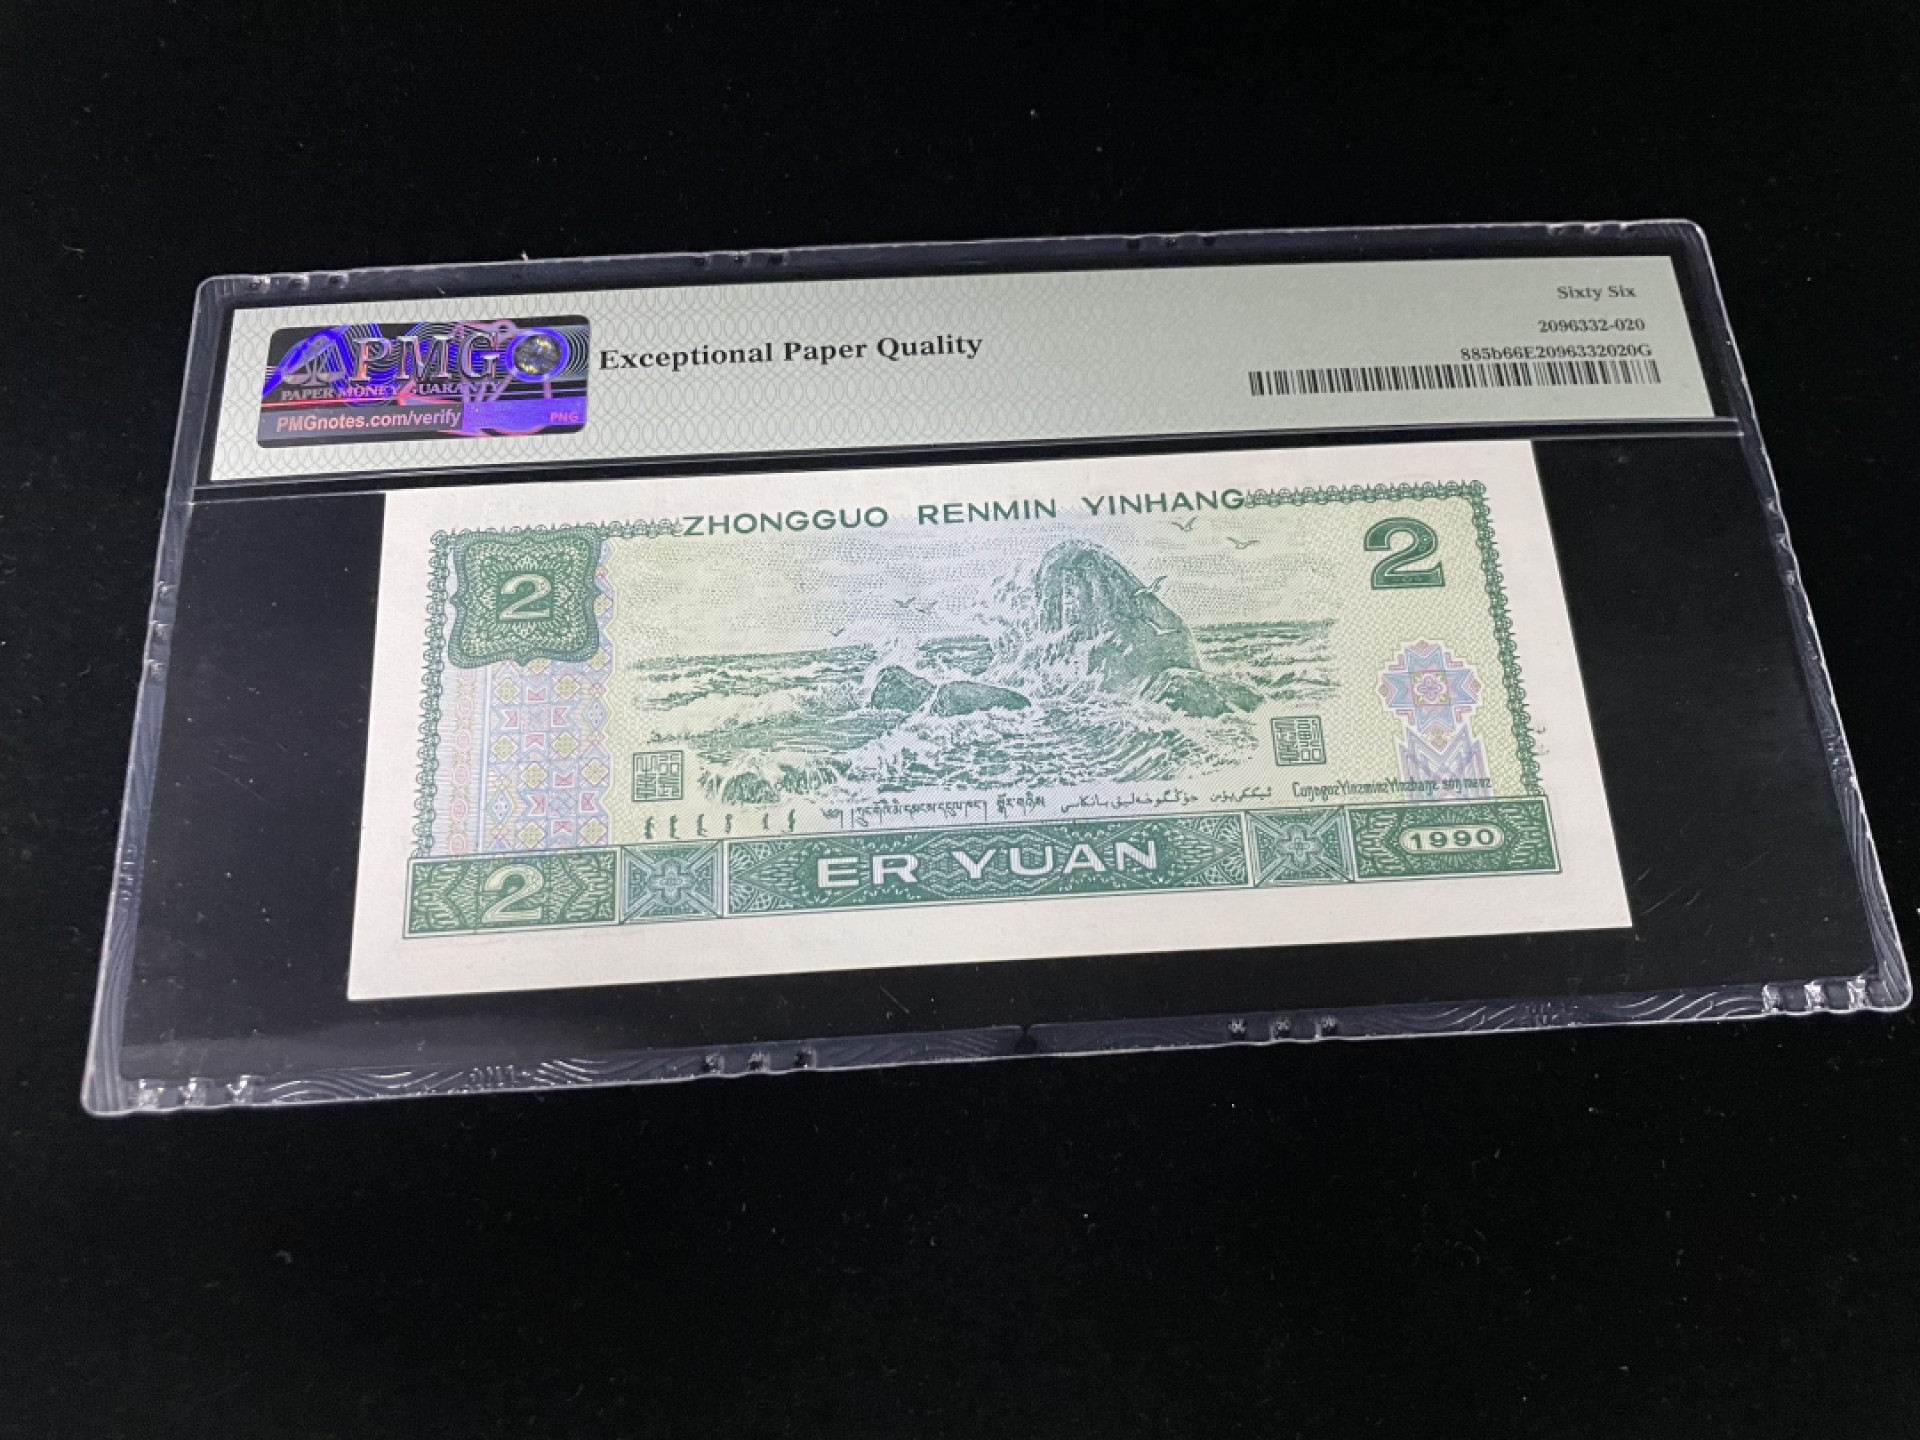 Sixty Six
2096332-020
885b66E2096332020G
PMG
PAPER MONEY GUARANTY
PMGnotes.com/verify
PNG
Exceptional Paper Quality
ZHONGGUO RENMIN YINHANG
2
2
2
ER YUAN
1990